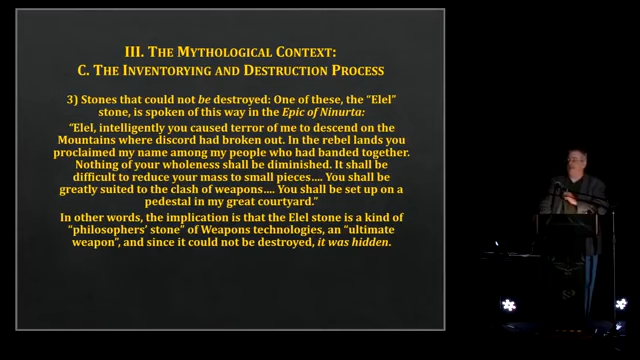 III. THE MYTHOLOGICAL CONTEXT:
C. THE INVENTORYING AND DESTRUCTION PROCESS
3) Stones that could not be destroyed: One of these, the “Elel”
stone, is spoken of this way in the Epic of Ninurta:
“Elel, intelligently you caused terror of me to descend on the
Mountains where discord had broken out. In the rebel lands you
proclaimed my name among my people who had banded together.
Nothing of your wholeness shall be diminished. It shall be
difficult to reduce your mass to small pieces…. You shall be
greatly suited to the clash of weapons…. You shall be set up on a
pedestal in my great courtyard.”
In other words, the implication is that the Elel stone is a kind of
“philosophers’ stone” of Weapons technologies, an “ultimate
weapon”, and since it could not be destroyed, it was hidden.